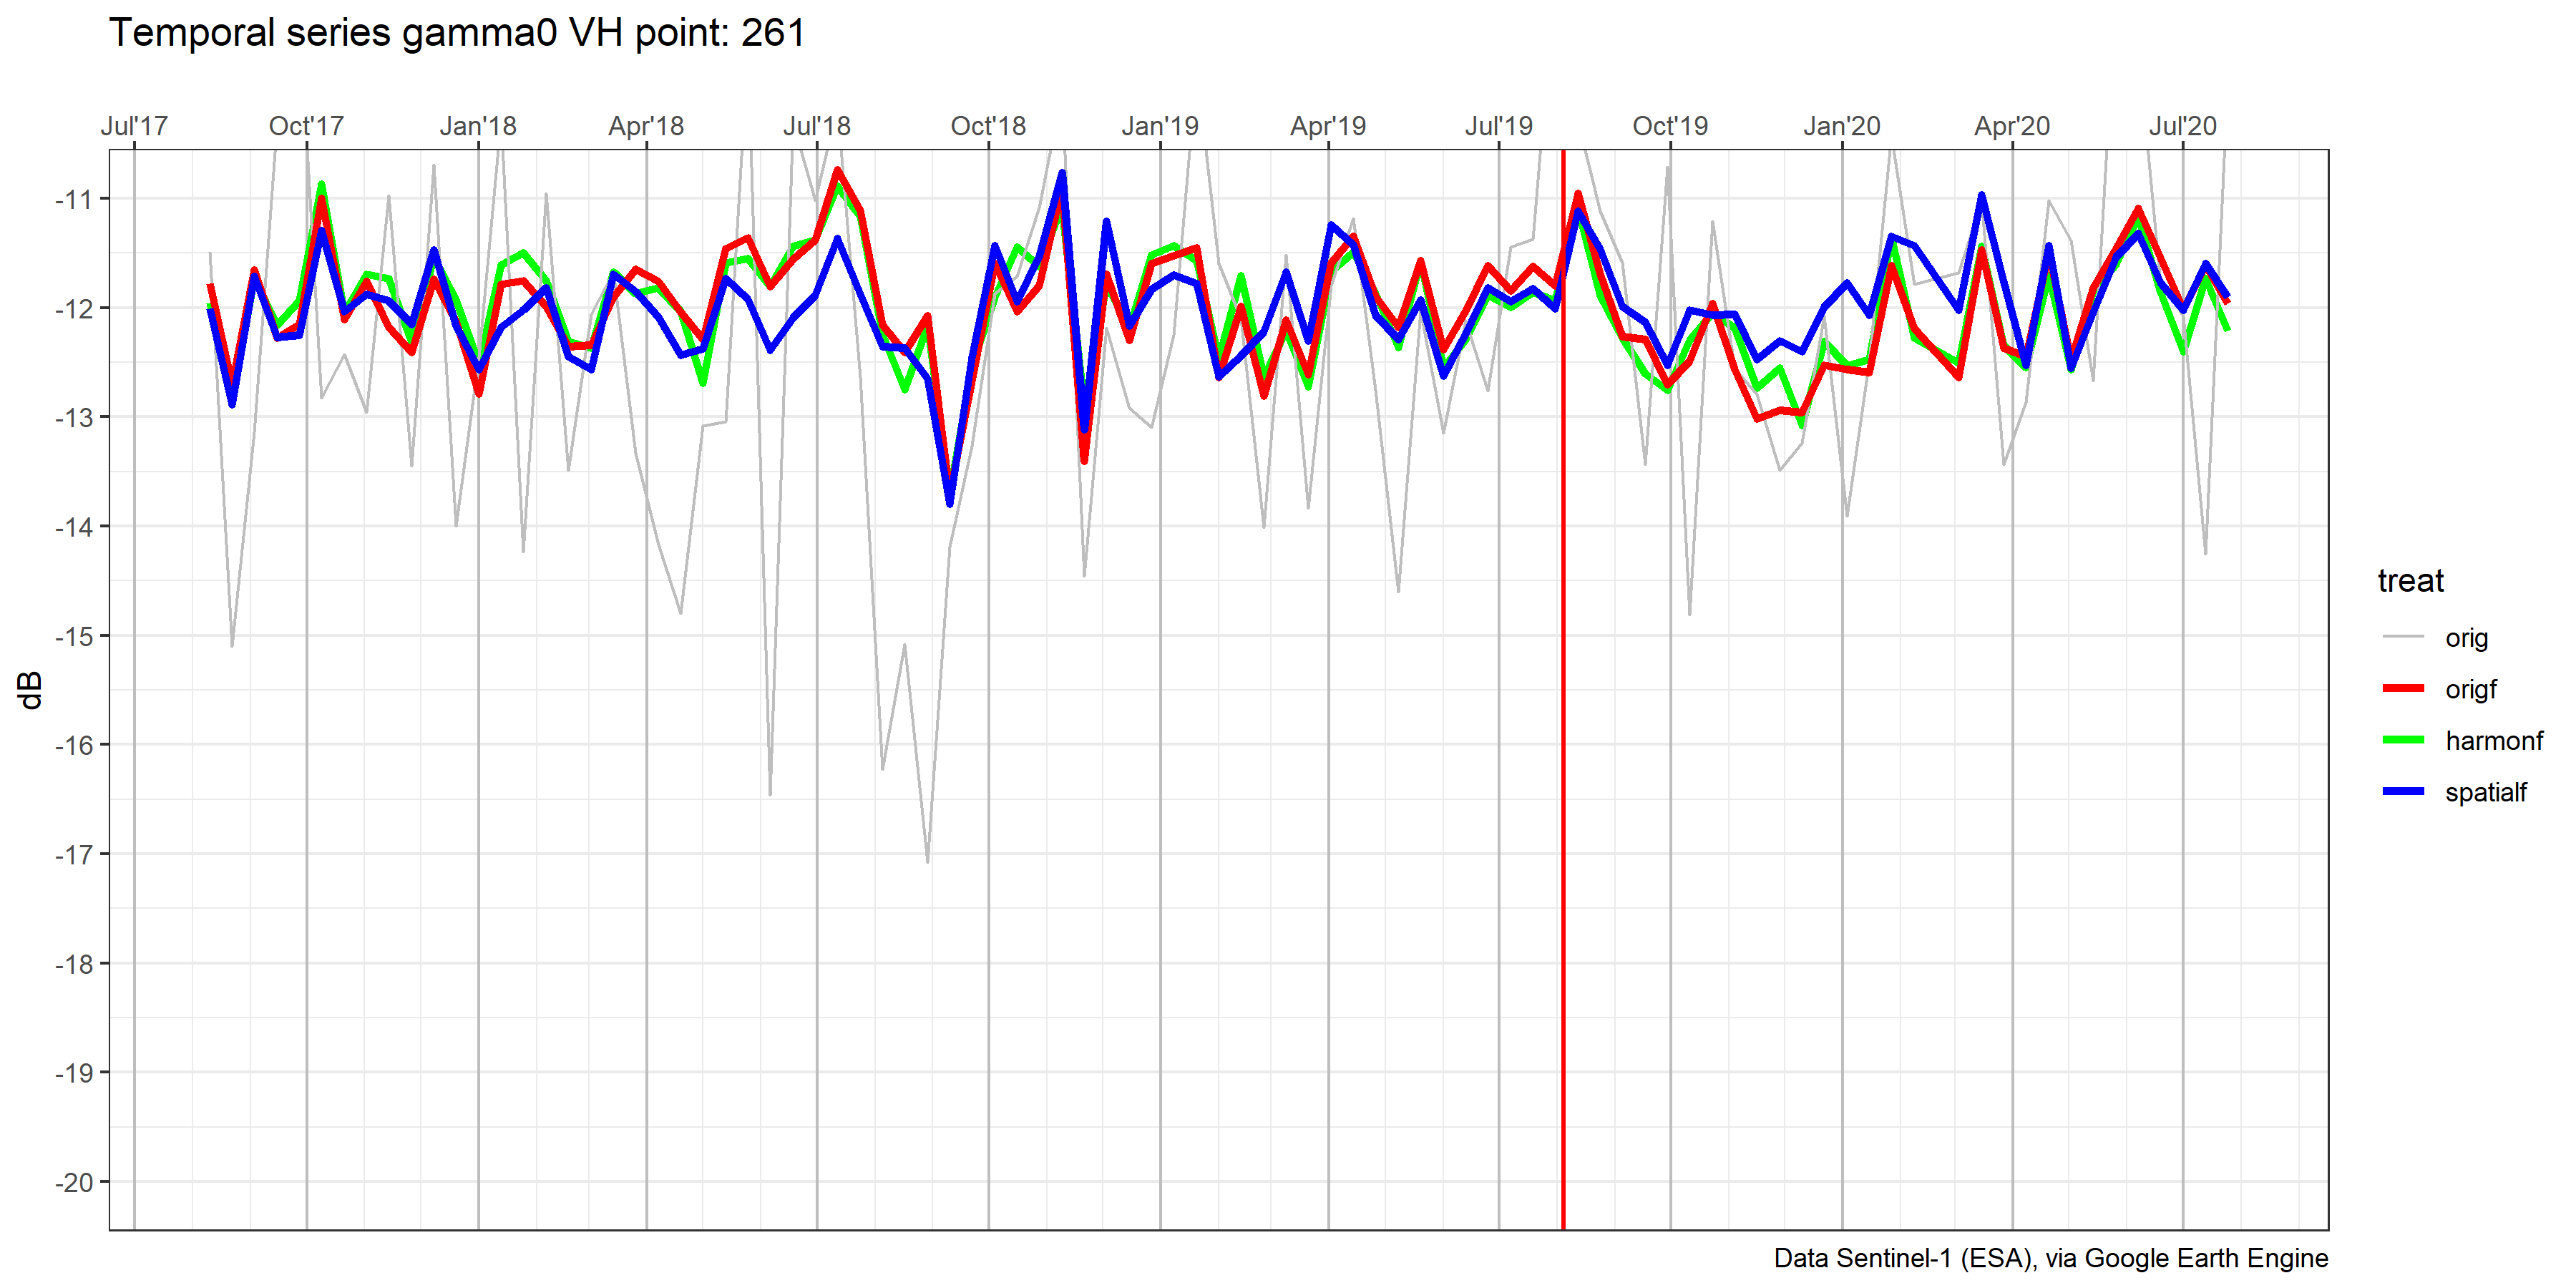 Temporal series gamma0 VH point: 261
Jul'17 Oct'17 Jan'18 Apr'18 Jul'18 Oct'18 Jan'19 Apr'19 Jul'19 Oct'19 Jan'20 Apr'20 Jul'20
-11
-12
-13
-14
-15
-16
-17
-18
-19
-20
dB
treat
orig
origf
harmonf
spatialf
Data Sentinel-1 (ESA), via Google Earth Engine